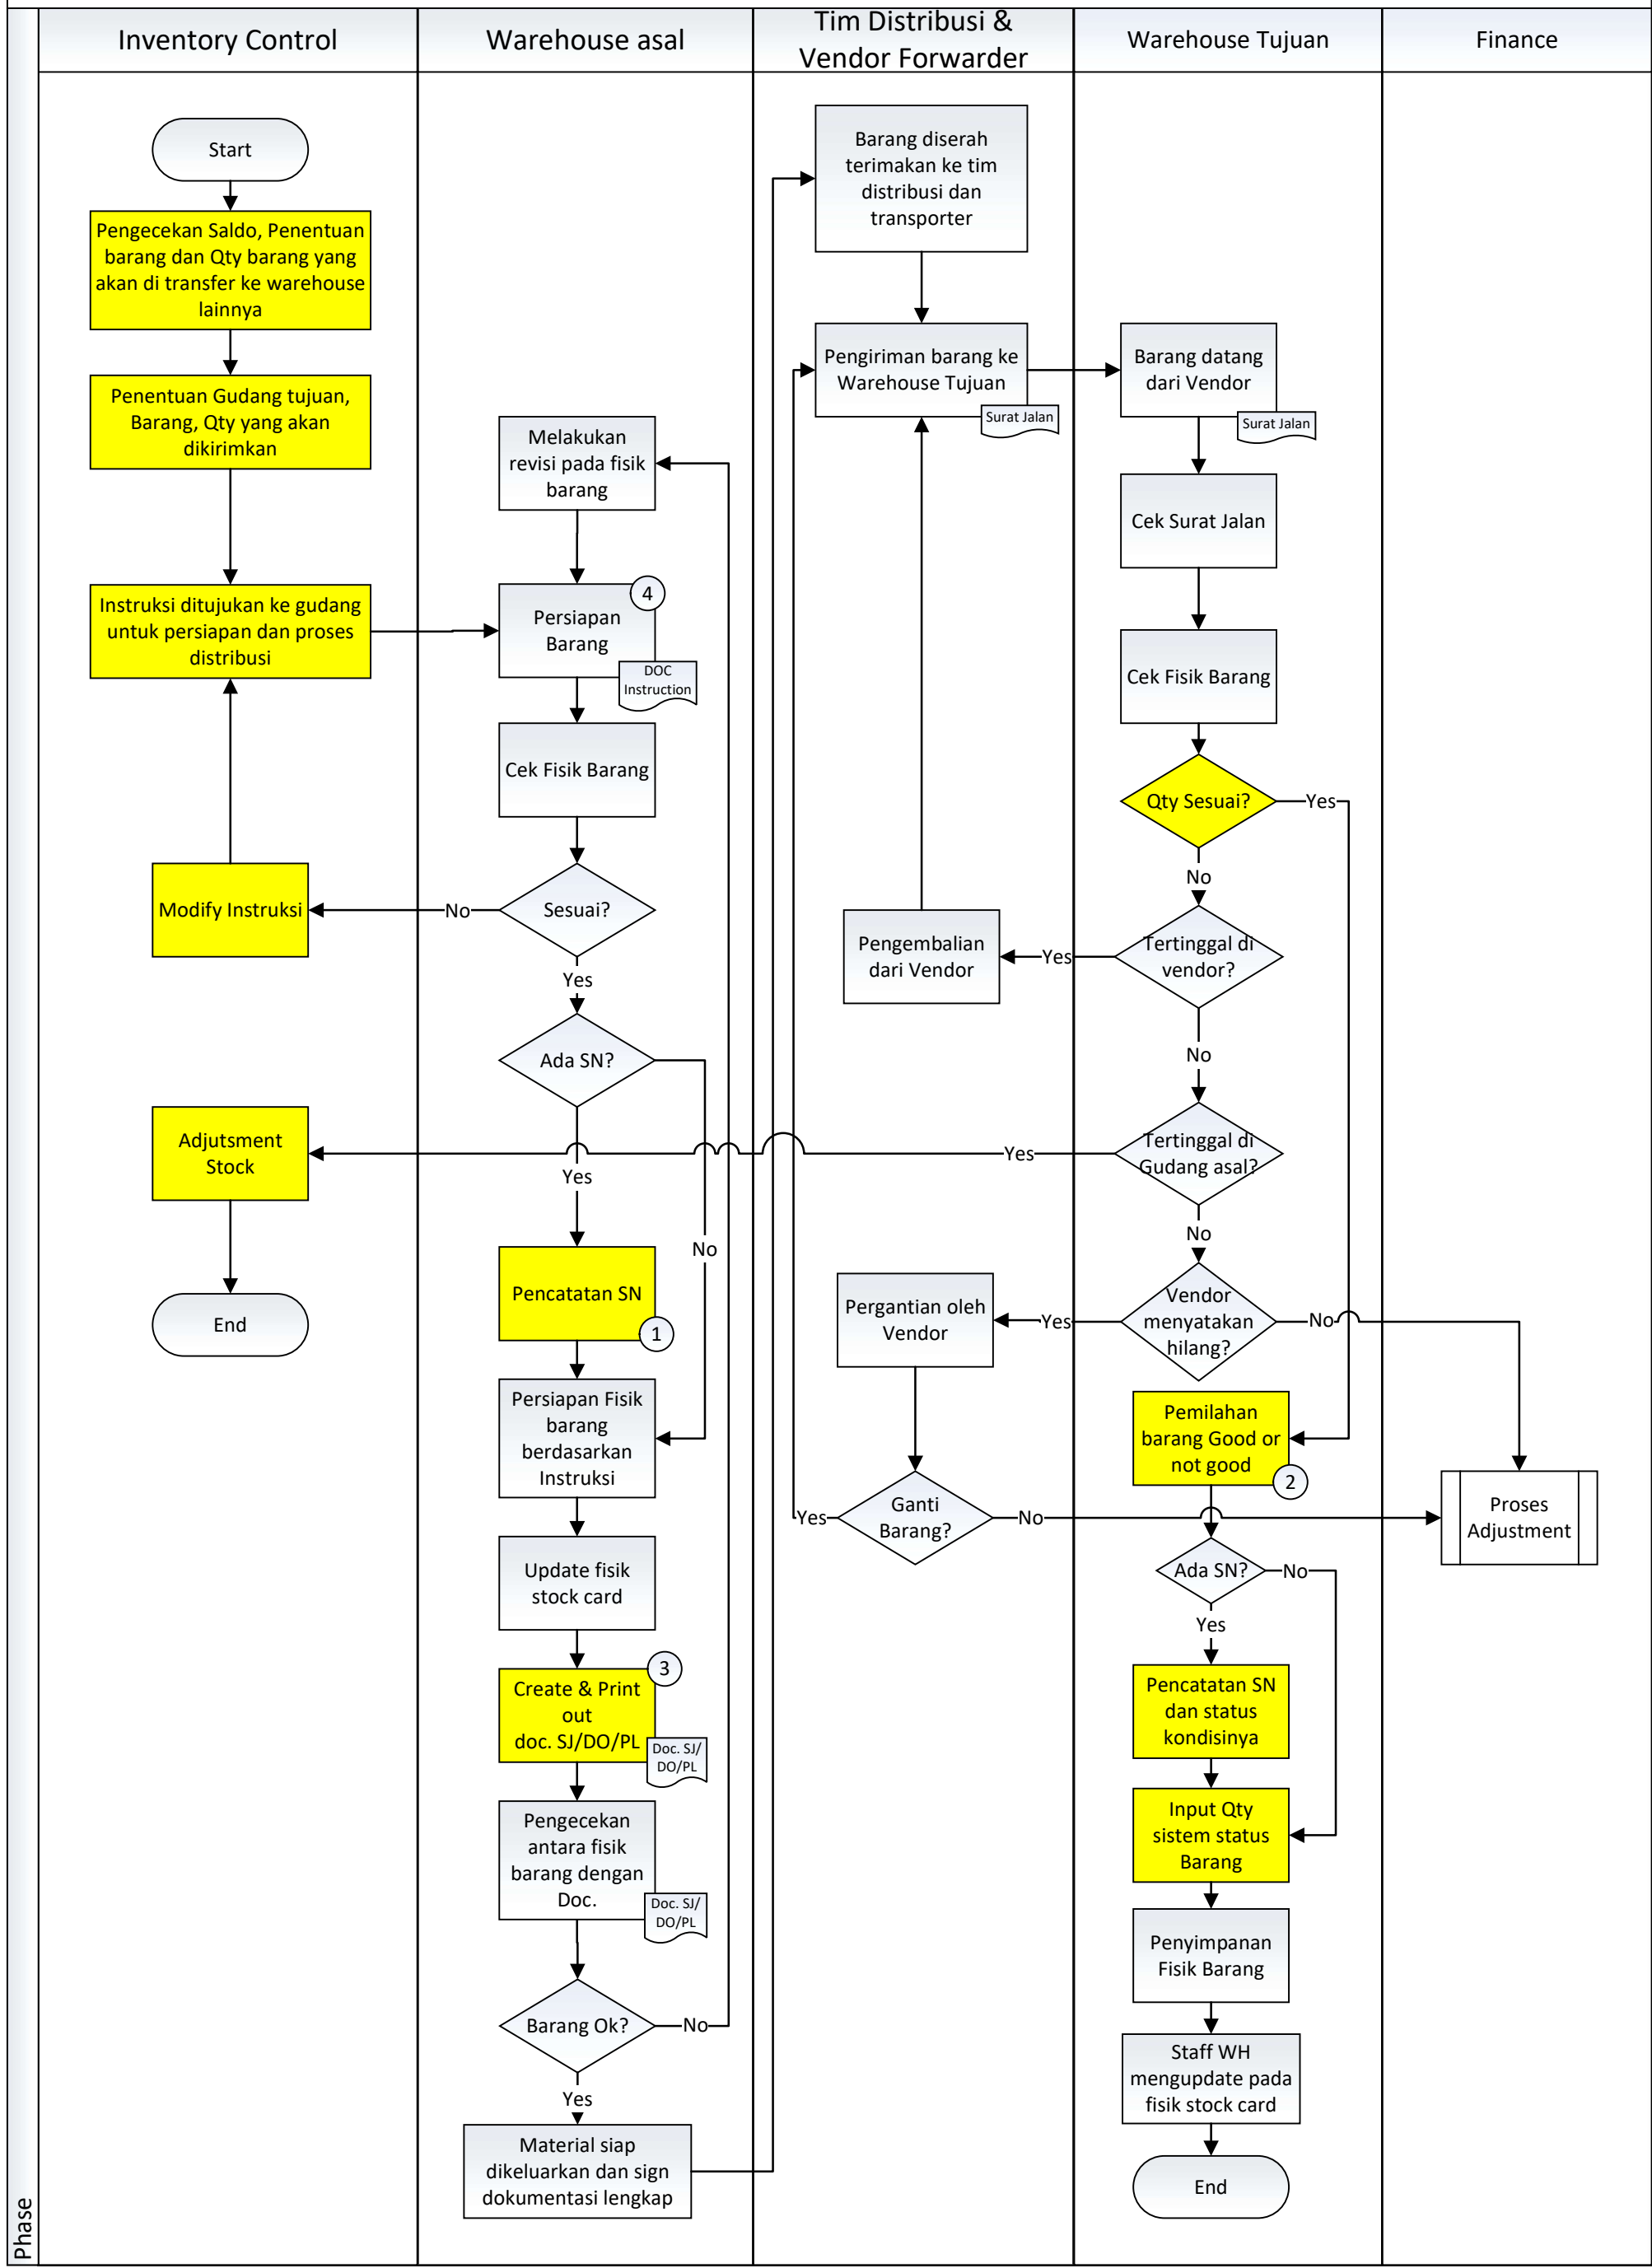 Inventory Control
Warehouse asal
Tim Distribusi &
Vendor Forwarder
Warehouse Tujuan
Finance
Phase
Start
Pengecekan Saldo, Penentuan
barang dan Qty barang yang
akan di transfer ke warehouse
lainnya
Penentuan Gudang tujuan,
Barang, Qty yang akan
dikirimkan
Instruksi ditujukan ke gudang
untuk persiapan dan proses
distribusi
Modify Instruksi
Adjutsment
Stock
End
Melakukan
revisi pada fisik
barang
4
Persiapan
Barang
DOC
Instruction
Cek Fisik Barang
Sesuai?
No
Yes
Ada SN?
Yes
No
Pencatatan SN
1
Persiapan Fisik
barang
berdasarkan
Instruksi
Update fisik
stock card
3
Create & Print
out
doc. SJ/DO/PL
Doc. SJ/
DO/PL
Pengecekan
antara fisik
barang dengan
Doc.
Doc. SJ/
DO/PL
Barang Ok?
No
Yes
Material siap
dikeluarkan dan sign
dokumentasi lengkap
Barang diserah
terimakan ke tim
distribusi dan
transporter
Pengiriman barang ke
Warehouse Tujuan
Surat Jalan
Pengembalian
dari Vendor
Pergantian oleh
Vendor
Ganti
Barang?
Yes
No
Barang datang
dari Vendor
Surat Jalan
Cek Surat Jalan
Cek Fisik Barang
Qty Sesuai?
Yes
No
Tertinggal di
vendor?
Yes
No
Tertinggal di
Gudang asal?
Yes
No
Vendor
menyatakan
hilang?
Yes
No
Pemilahan
barang Good or
not good
2
Ada SN?
No
Yes
Pencatatan SN
dan status
kondisinya
Input Qty
sistem status
Barang
Penyimpanan
Fisik Barang
Staff WH
mengupdate pada
fisik stock card
End
Proses
Adjustment